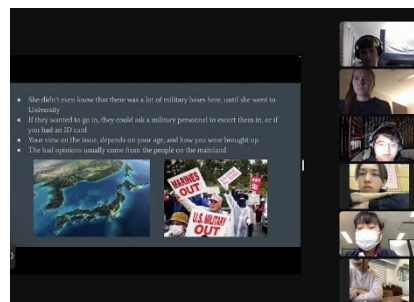 • She didn't even know that there was a lot of military bases here, until she went to
University
• If they wanted to go in, they could ask a military personnel to escort them in, or if
you had an ID card
• Your view on the issue, depends on your age, and how you were brought up
• The bad opinions usually come from the people on the mainland
MARINES
OUT
U.S. MILITARY
OUT